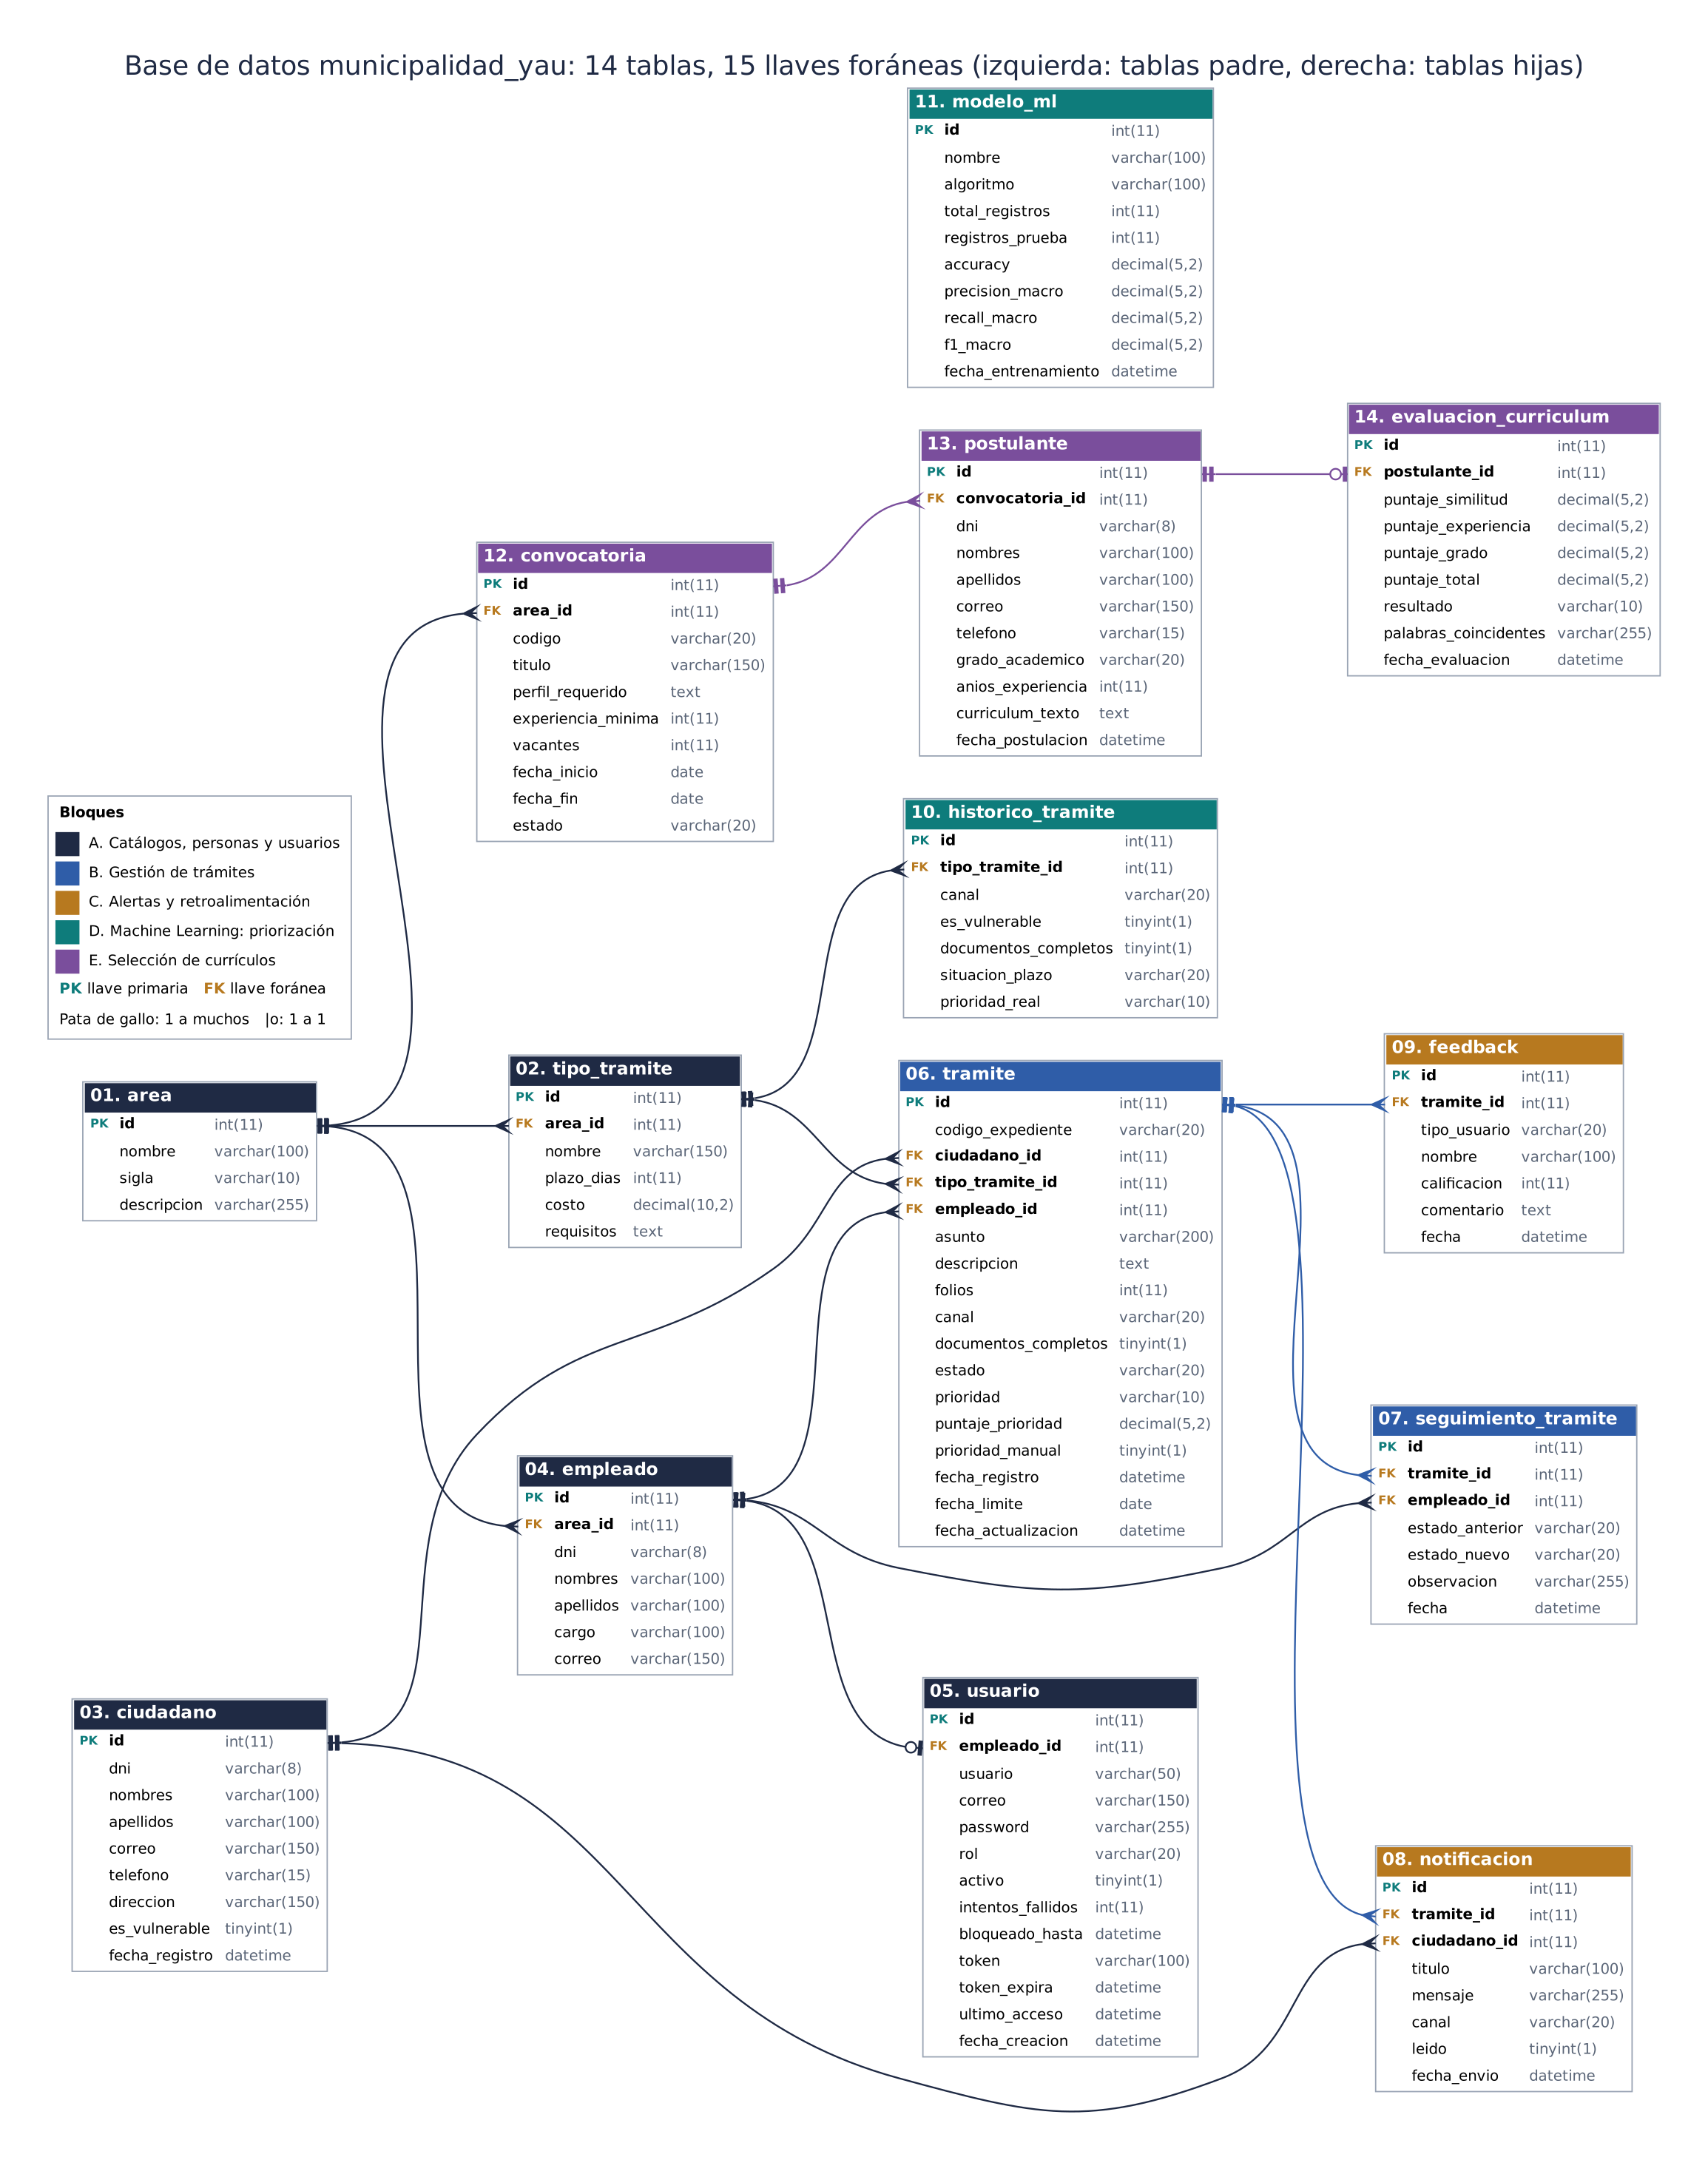 Base de datos municipalidad_yau: 14 tablas, 15 llaves foráneas (izquierda: tablas padre, derecha: tablas hijas)
11. modelo_ml
PK id int(11)
nombre varchar(100)
algoritmo varchar(100)
total_registros int(11)
registros_prueba int(11)
accuracy decimal(5,2)
precision_macro decimal(5,2)
recall_macro decimal(5,2)
f1_macro decimal(5,2)
fecha_entrenamiento datetime
14. evaluacion_curriculum
PK id int(11)
FK postulante_id int(11)
puntaje_similitud decimal(5,2)
puntaje_experiencia decimal(5,2)
puntaje_grado decimal(5,2)
puntaje_total decimal(5,2)
resultado varchar(10)
palabras_coincidentes varchar(255)
fecha_evaluacion datetime
13. postulante
PK id int(11)
FK convocatoria_id int(11)
dni varchar(8)
nombres varchar(100)
apellidos varchar(100)
correo varchar(150)
telefono varchar(15)
grado_academico varchar(20)
anios_experiencia int(11)
curriculum_texto text
fecha_postulacion datetime
12. convocatoria
PK id int(11)
FK area_id int(11)
codigo varchar(20)
titulo varchar(150)
perfil_requerido text
experiencia_minima int(11)
vacantes int(11)
fecha_inicio date
fecha_fin date
estado varchar(20)
Bloques
A. Catálogos, personas y usuarios
B. Gestión de trámites
C. Alertas y retroalimentación
D. Machine Learning: priorización
E. Selección de currículos
PK llave primaria FK llave foránea
Pata de gallo: 1 a muchos |o: 1 a 1
10. historico_tramite
PK id int(11)
FK tipo_tramite_id int(11)
canal varchar(20)
es_vulnerable tinyint(1)
documentos_completos tinyint(1)
situacion_plazo varchar(20)
prioridad_real varchar(10)
01. area
PK id int(11)
nombre varchar(100)
sigla varchar(10)
descripcion varchar(255)
02. tipo_tramite
PK id int(11)
FK area_id int(11)
nombre varchar(150)
plazo_dias int(11)
costo decimal(10,2)
requisitos text
06. tramite
PK id int(11)
codigo_expediente varchar(20)
FK ciudadano_id int(11)
FK tipo_tramite_id int(11)
FK empleado_id int(11)
asunto varchar(200)
descripcion text
folios int(11)
canal varchar(20)
documentos_completos tinyint(1)
estado varchar(20)
prioridad varchar(10)
puntaje_prioridad decimal(5,2)
prioridad_manual tinyint(1)
fecha_registro datetime
fecha_limite date
fecha_actualizacion datetime
09. feedback
PK id int(11)
FK tramite_id int(11)
tipo_usuario varchar(20)
nombre varchar(100)
calificacion int(11)
comentario text
fecha datetime
07. seguimiento_tramite
PK id int(11)
FK tramite_id int(11)
FK empleado_id int(11)
estado_anterior varchar(20)
estado_nuevo varchar(20)
observacion varchar(255)
fecha datetime
04. empleado
PK id int(11)
FK area_id int(11)
dni varchar(8)
nombres varchar(100)
apellidos varchar(100)
cargo varchar(100)
correo varchar(150)
03. ciudadano
PK id int(11)
dni varchar(8)
nombres varchar(100)
apellidos varchar(100)
correo varchar(150)
telefono varchar(15)
direccion varchar(150)
es_vulnerable tinyint(1)
fecha_registro datetime
05. usuario
PK id int(11)
FK empleado_id int(11)
usuario varchar(50)
correo varchar(150)
password varchar(255)
rol varchar(20)
activo tinyint(1)
intentos_fallidos int(11)
bloqueado_hasta datetime
token varchar(100)
token_expira datetime
ultimo_acceso datetime
fecha_creacion datetime
08. notificacion
PK id int(11)
FK tramite_id int(11)
FK ciudadano_id int(11)
titulo varchar(100)
mensaje varchar(255)
canal varchar(20)
leido tinyint(1)
fecha_envio datetime